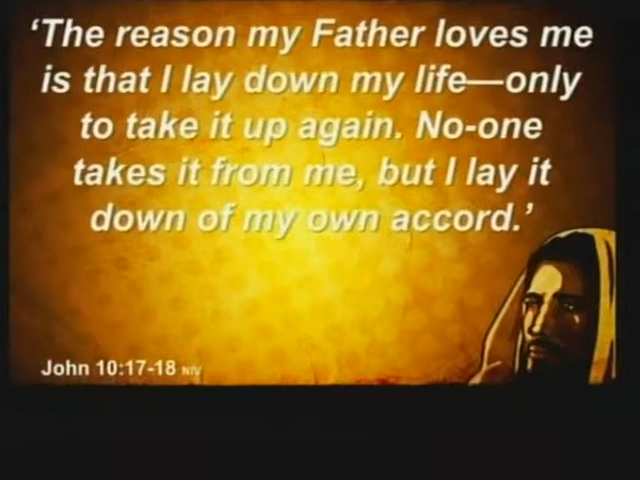 ‘The reason my Father loves me
is that I lay down my life—only
to take it up again. No-one
takes it from me, but I lay it
down of my own accord.’
John 10:17-18 NIV